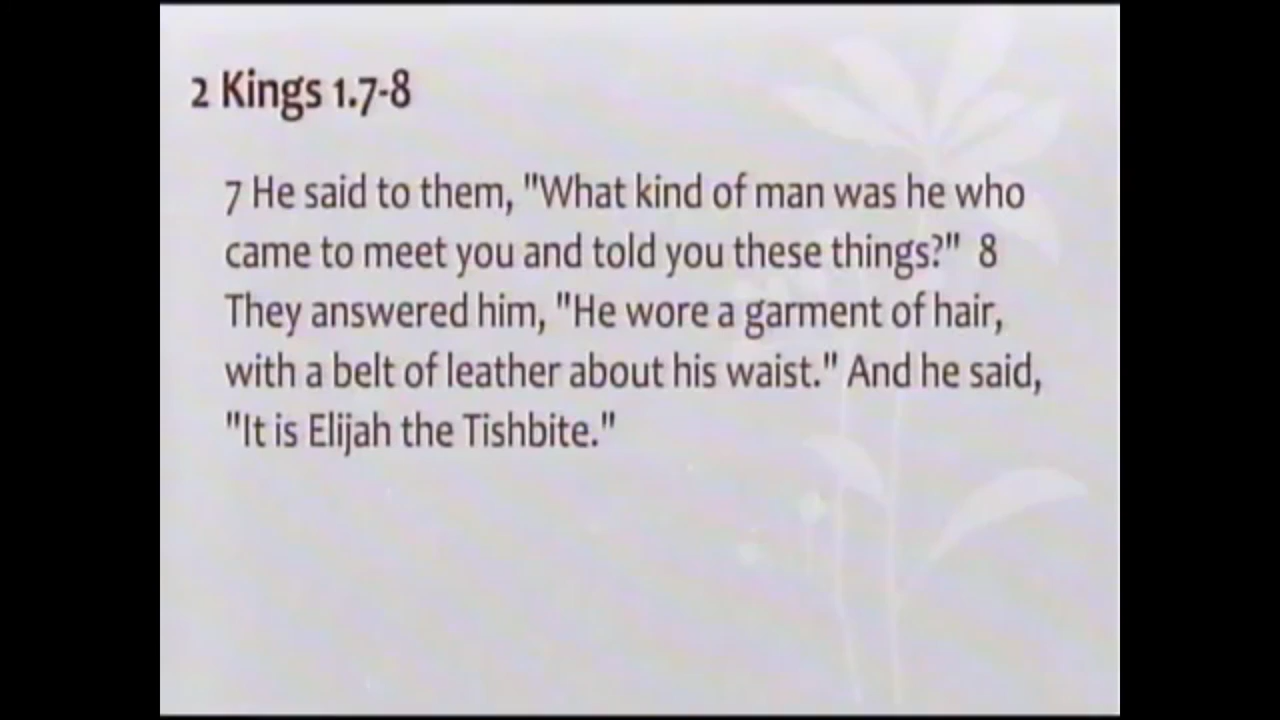 2 Kings 1.7-8
7 He said to them, "What kind of man was he who
came to meet you and told you these things?"  8
They answered him, "He wore a garment of hair,
with a belt of leather about his waist." And he said,
"It is Elijah the Tishbite."